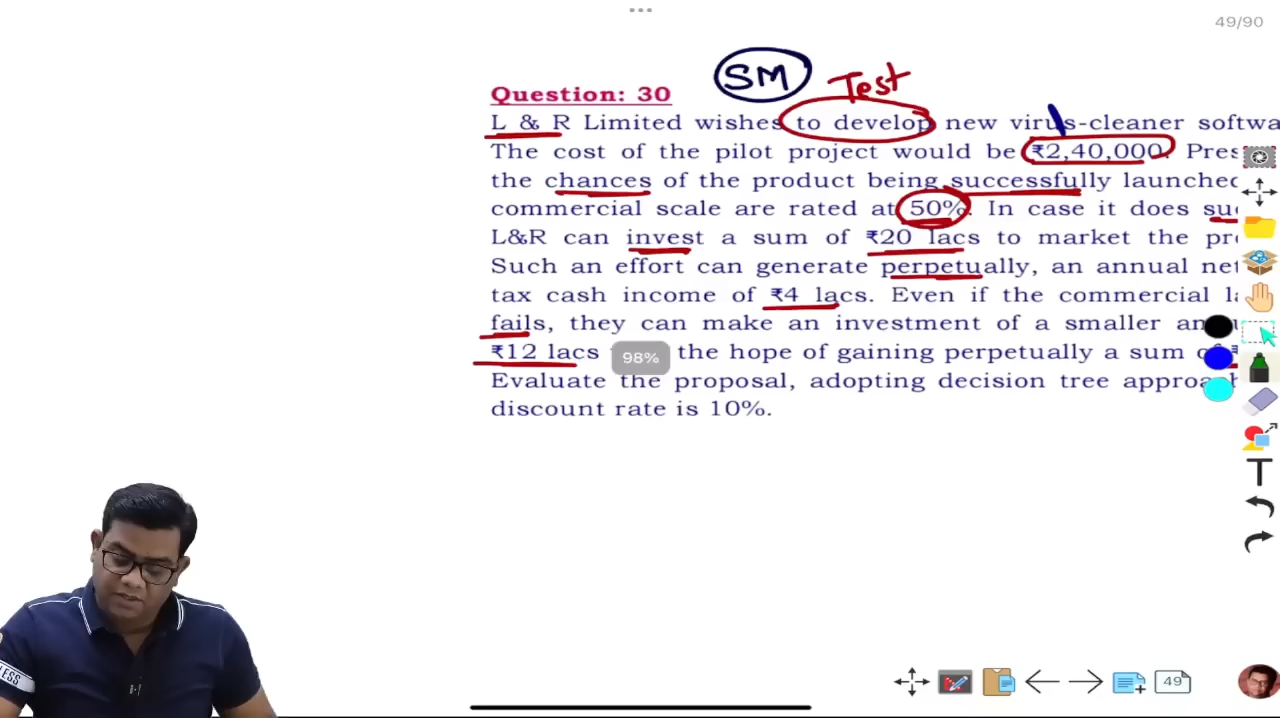 49/90
SM
Test
Question: 30
L & R Limited wishes to develop new virus-cleaner softwa
The cost of the pilot project would be ₹2,40,000. Pres
the chances of the product being successfully launched
commercial scale are rated at 50%. In case it does suc
L&R can invest a sum of ₹20 lacs to market the pro
Such an effort can generate perpetually, an annual net
tax cash income of ₹4 lacs. Even if the commercial la
fails, they can make an investment of a smaller am
₹12 lacs the hope of gaining perpetually a sum of
98%
Evaluate the proposal, adopting decision tree approach
discount rate is 10%.
T
LESS
49